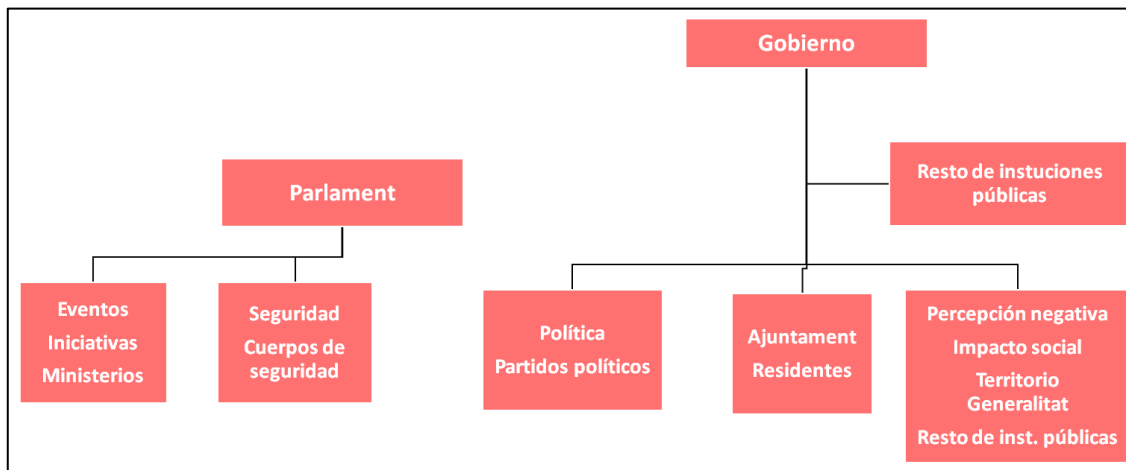 Gobierno
Resto de instuciones
públicas
Parlament
Eventos
Iniciativas
Ministerios
Seguridad
Cuerpos de
seguridad
Política
Partidos políticos
Ajuntament
Residentes
Percepción negativa
Impacto social
Territorio
Generalitat
Resto de inst. públicas